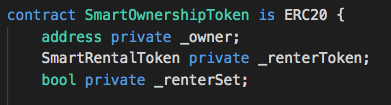 contract SmartOwnershipToken is ERC20 {
    address private _owner;
    SmartRentalToken private _renterToken;
    bool private _renterSet;